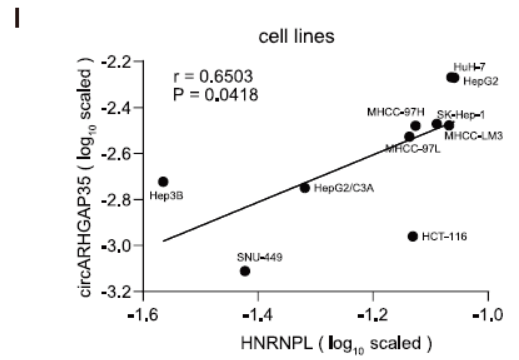 I
cell lines
r = 0.6503
P = 0.0418
circARHGAP35 ( log10 scaled )
-2.2
-2.4
-2.6
-2.8
-3.0
-3.2
HuH-7
HepG2
MHCC-97H
SK-Hep-1
MHCC-LM3
MHCC-97L
Hep3B
HepG2/C3A
HCT-116
SNU-449
-1.6
-1.4
-1.2
-1.0
HNRNPL ( log10 scaled )